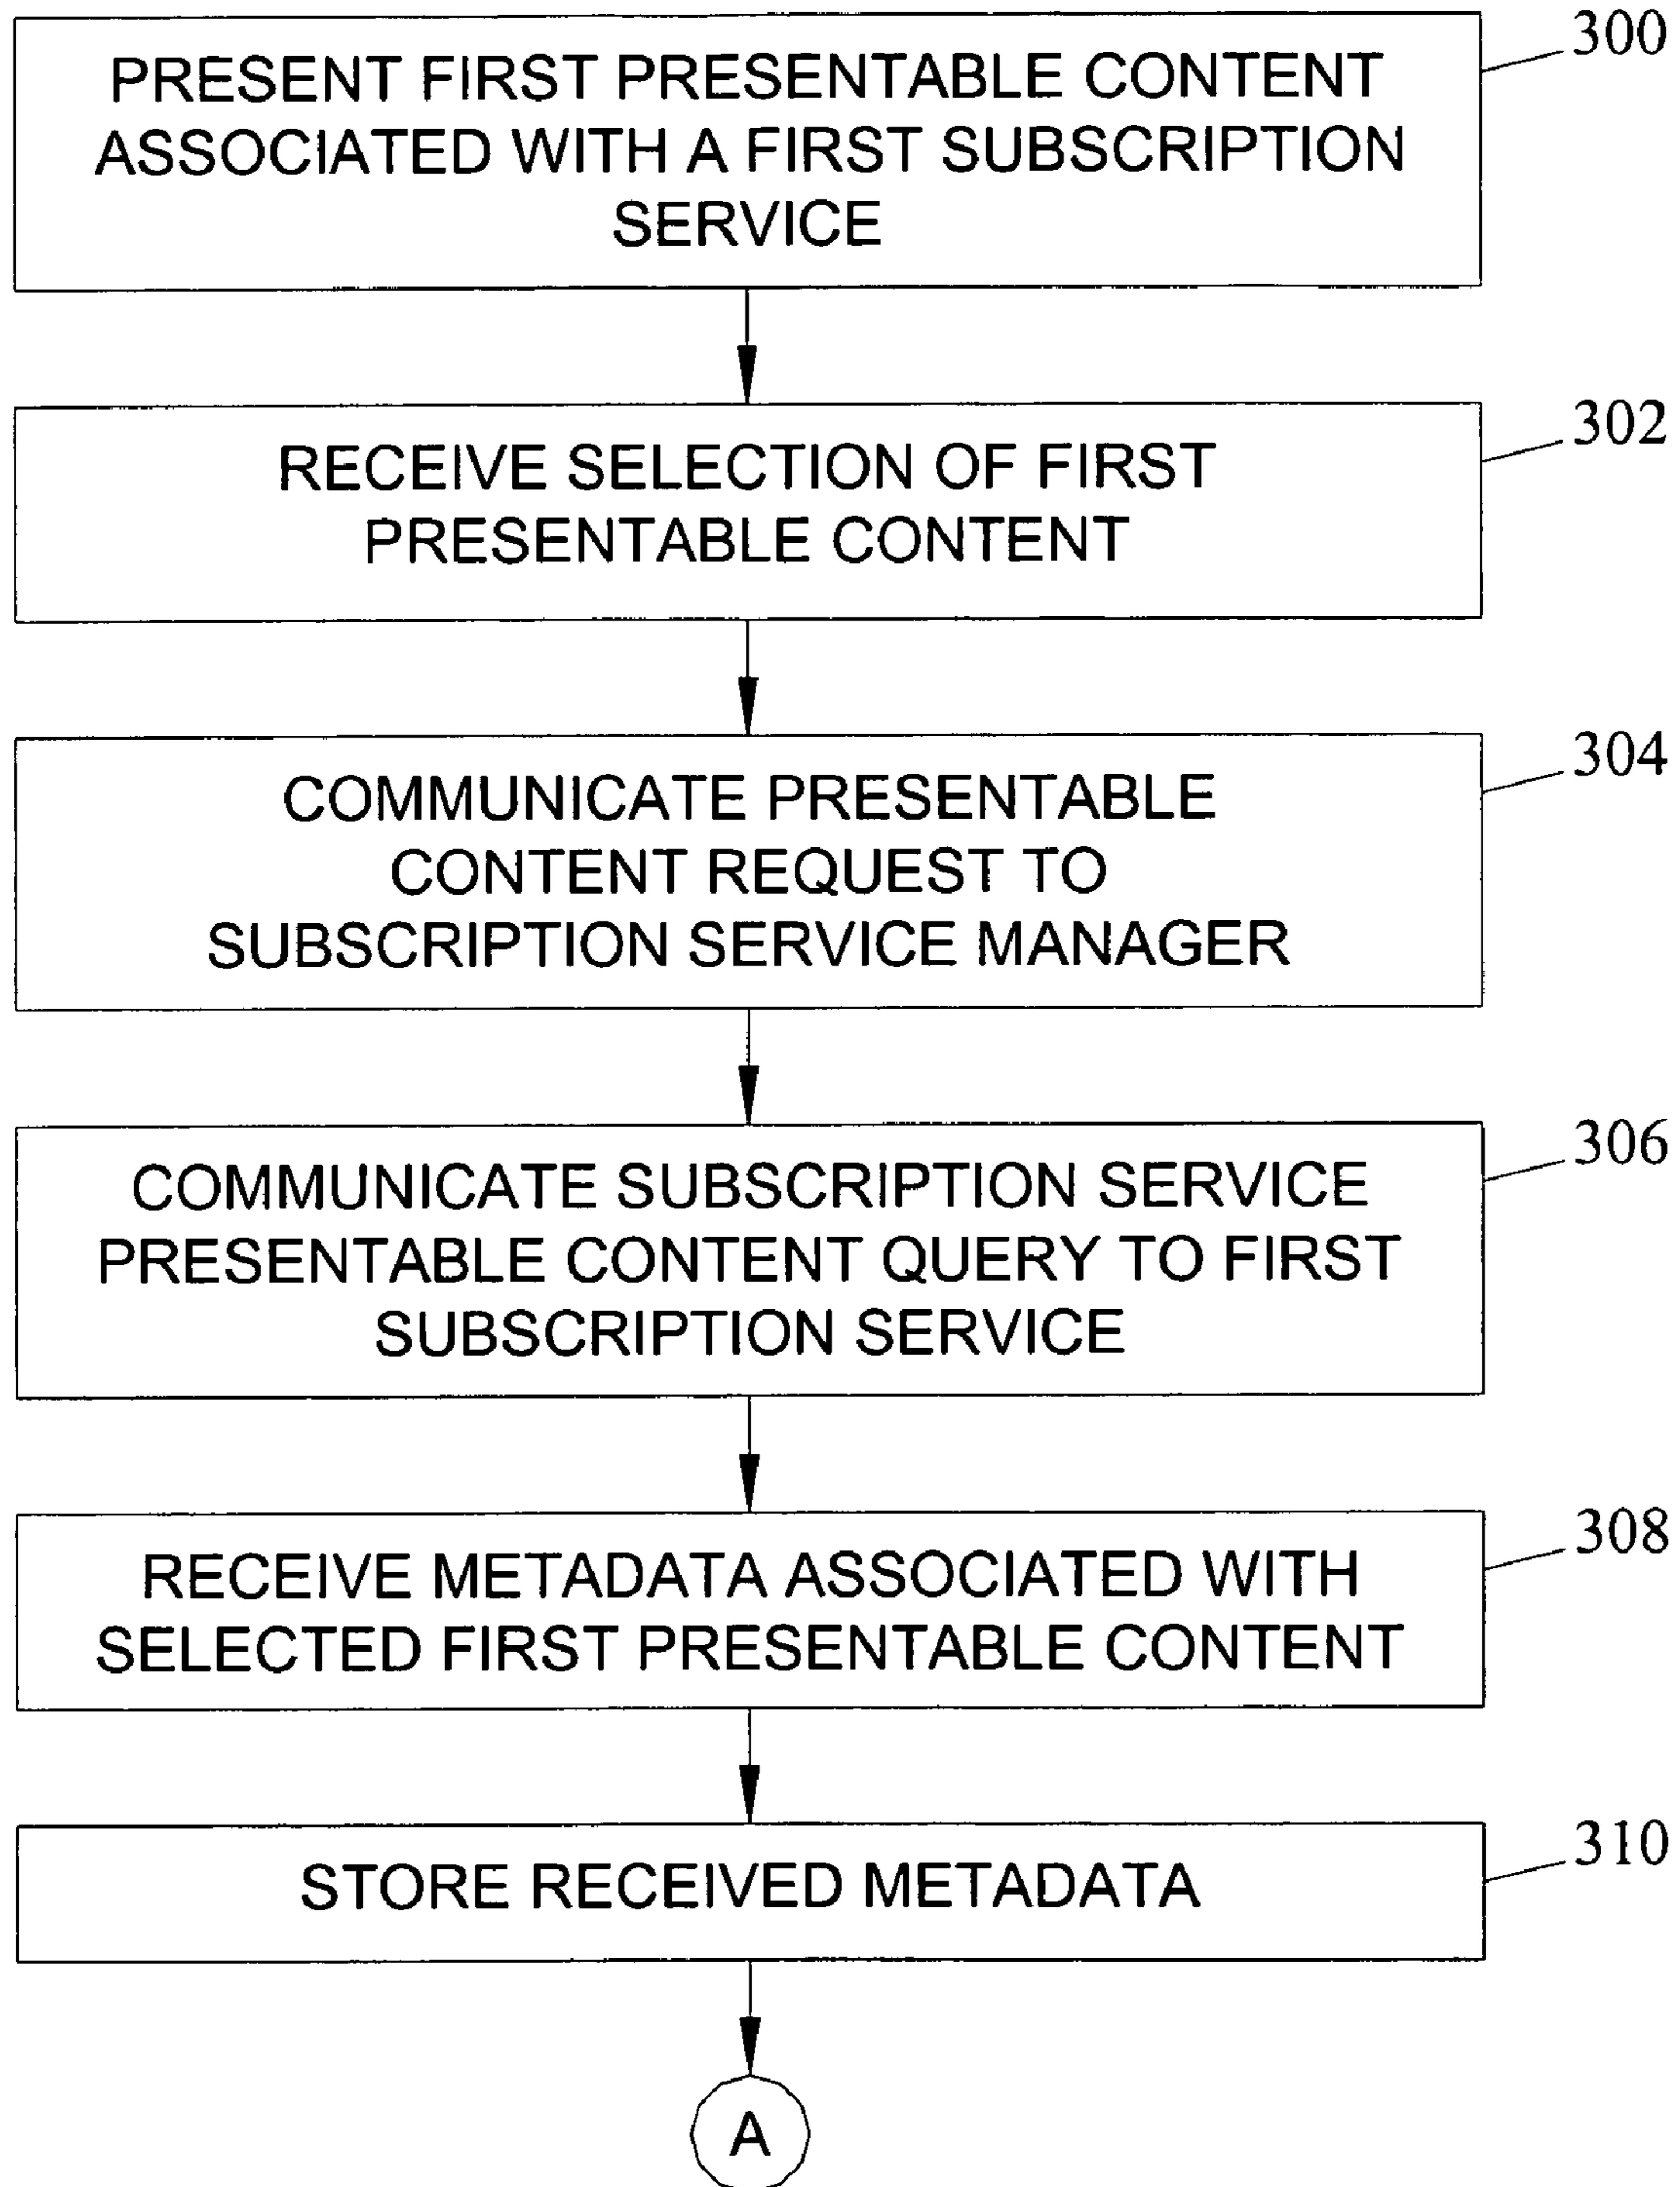 300
PRESENT FIRST PRESENTABLE CONTENT
ASSOCIATED WITH A FIRST SUBSCRIPTION
SERVICE
302
RECEIVE SELECTION OF FIRST
PRESENTABLE CONTENT
304
COMMUNICATE PRESENTABLE
CONTENT REQUEST TO
SUBSCRIPTION SERVICE MANAGER
306
COMMUNICATE SUBSCRIPTION SERVICE
PRESENTABLE CONTENT QUERY TO FIRST
SUBSCRIPTION SERVICE
308
RECEIVE METADATA ASSOCIATED WITH
SELECTED FIRST PRESENTABLE CONTENT
310
STORE RECEIVED METADATA
A